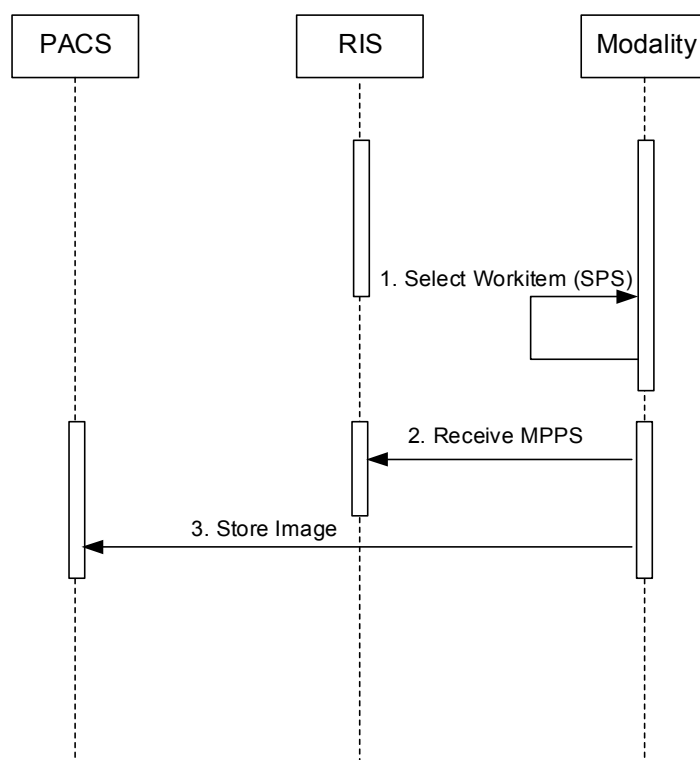 PACS
RIS
Modality
1. Select Workitem (SPS)
2. Receive MPPS
3. Store Image